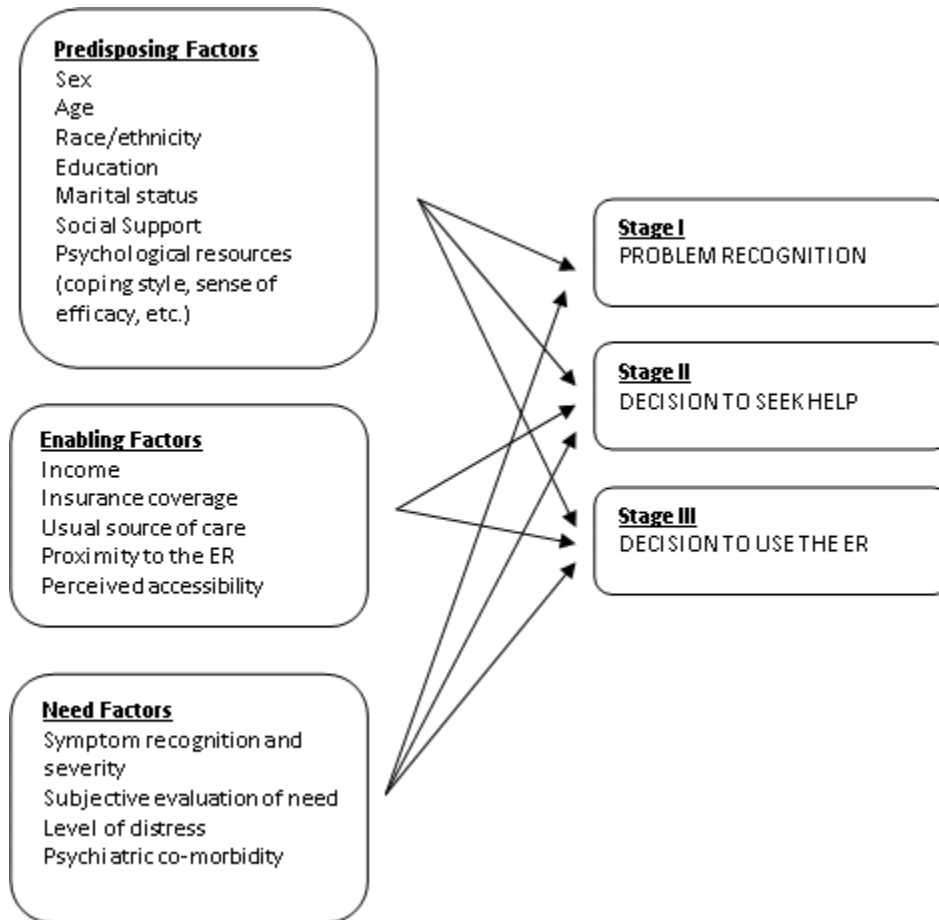 Predisposing Factors
Sex
Age
Race/ethnicity
Education
Marital status
Social Support
Psychological resources
(coping style, sense of
efficacy, etc.)
Enabling Factors
Income
Insurance coverage
Usual source of care
Proximity to the ER
Perceived accessibility
Need Factors
Symptom recognition and
severity
Subjective evaluation of need
Level of distress
Psychiatric co-morbidity
Stage I
PROBLEM RECOGNITION
Stage II
DECISION TO SEEK HELP
Stage III
DECISION TO USE THE ER